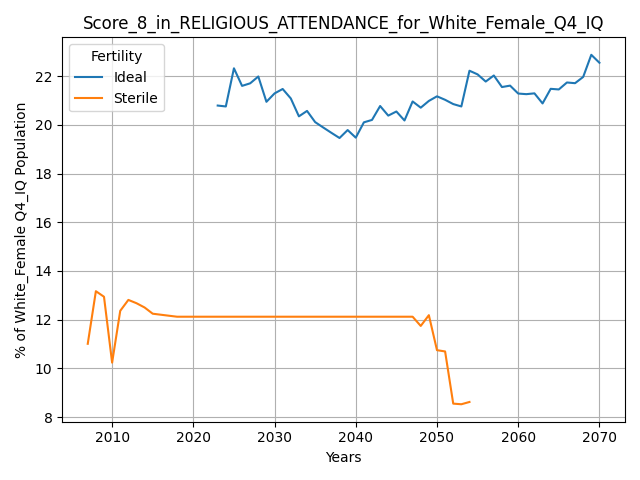 Score_8_in_RELIGIOUS_ATTENDANCE_for_White_Female_Q4_IQ
Fertility
Ideal
Sterile
% of White_Female Q4_IQ Population
22
20
18
16
14
12
10
8
2010 2020 2030 2040 2050 2060 2070
Years